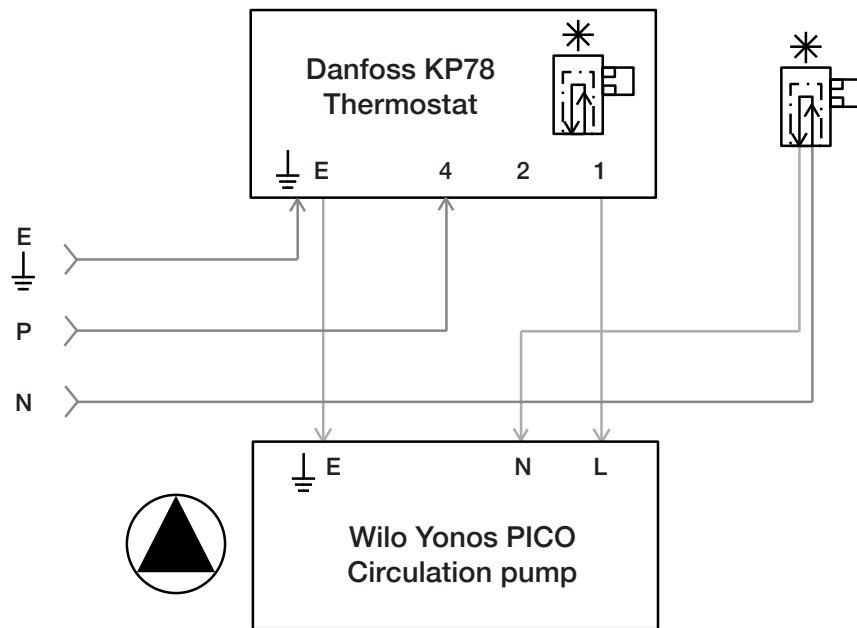 Danfoss KP78
Thermostat
E 4 2 1
E
P
N
E N L
Wilo Yonos PICO
Circulation pump